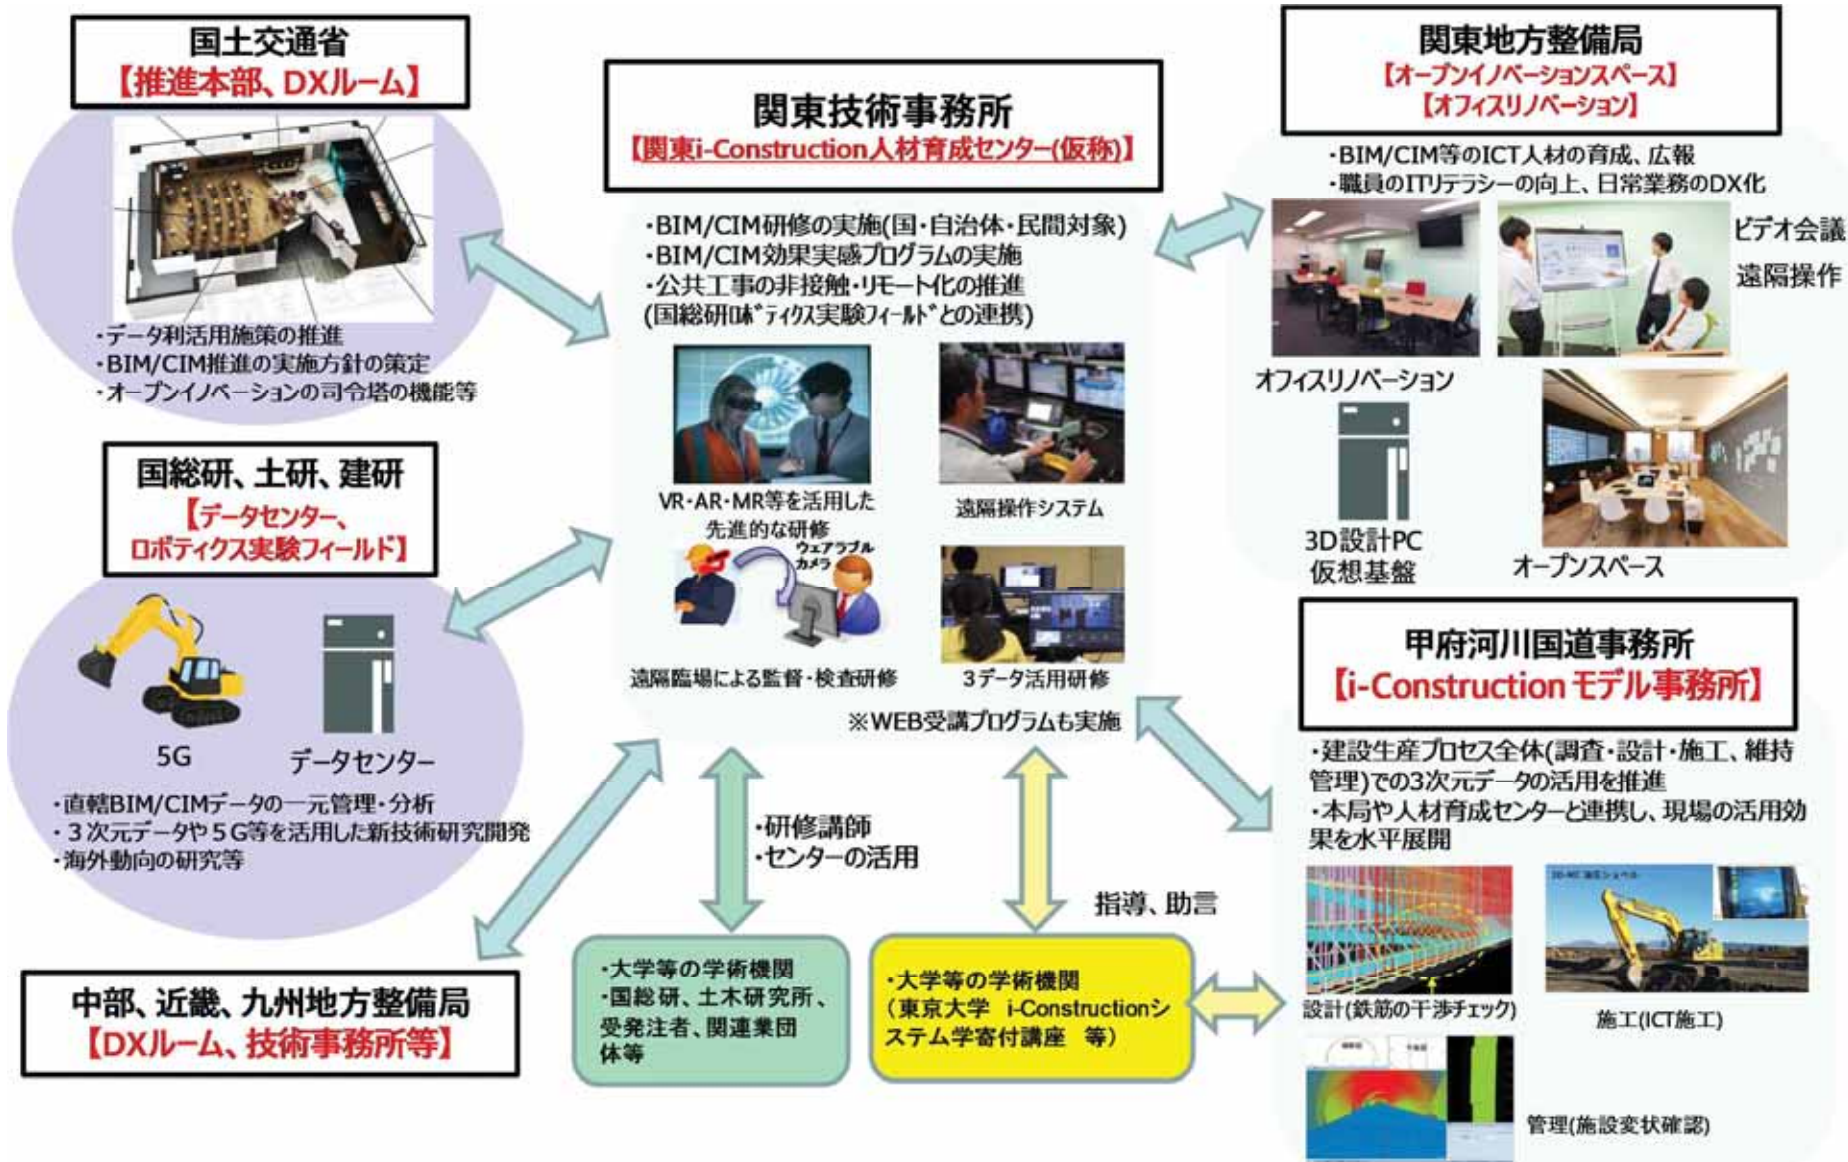 国土交通省
【推進本部、DXルーム】
・データ利活用施策の推進
・BIM/CIM推進の実施方針の策定
・オープンイノベーションの司令塔の機能等
国総研、土研、建研
【データセンター、
ロボティクス実験フィールド】
5G
データセンター
・直轄BIM/CIMデータの一元管理・分析
・3次元データや5G等を活用した新技術研究開発
・海外動向の研究等
中部、近畿、九州地方整備局
【DXルーム、技術事務所等】
関東技術事務所
【関東i-Construction人材育成センター(仮称)】
・BIM/CIM研修の実施(国・自治体・民間対象)
・BIM/CIM効果実感プログラムの実施
・公共工事の非接触・リモート化の推進
(国総研ﾛﾎﾞﾃｨｸｽ実験ﾌｨｰﾙﾄﾞとの連携)
VR・AR・MR等を活用した
先進的な研修
遠隔操作システム
ウェアラブル
カメラ
遠隔臨場による監督・検査研修
3データ活用研修
※WEB受講プログラムも実施
・研修講師
・センターの活用
指導、助言
・大学等の学術機関
・国総研、土木研究所、
受発注者、関連業団
体等
・大学等の学術機関
（東京大学 i-Constructionシ
ステム学寄付講座 等）
関東地方整備局
【オープンイノベーションスペース】
【オフィスリノベーション】
・BIM/CIM等のICT人材の育成、広報
・職員のITリテラシーの向上、日常業務のDX化
ビデオ会議
遠隔操作
オフィスリノベーション
3D設計PC
仮想基盤
オープンスペース
甲府河川国道事務所
【i-Construction モデル事務所】
・建設生産プロセス全体(調査・設計・施工、維持
管理)での3次元データの活用を推進
・本局や人材育成センターと連携し、現場の活用効
果を水平展開
設計(鉄筋の干渉チェック)
施工(ICT施工)
管理(施設変状確認)